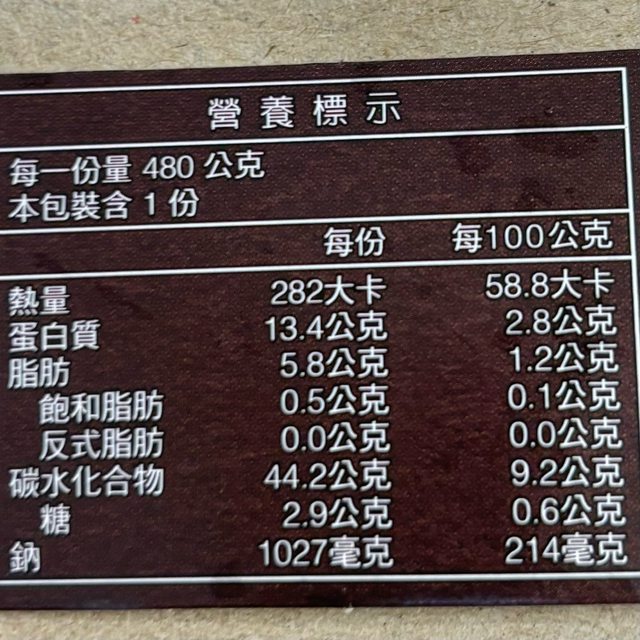 營養標示
每一份量 480 公克
本包裝含 1 份
每份 每100公克
熱量 282大卡 58.8大卡
蛋白質 13.4公克 2.8公克
脂肪 5.8公克 1.2公克
飽和脂肪 0.5公克 0.1公克
反式脂肪 0.0公克 0.0公克
碳水化合物 44.2公克 9.2公克
糖 2.9公克 0.6公克
鈉 1027毫克 214毫克